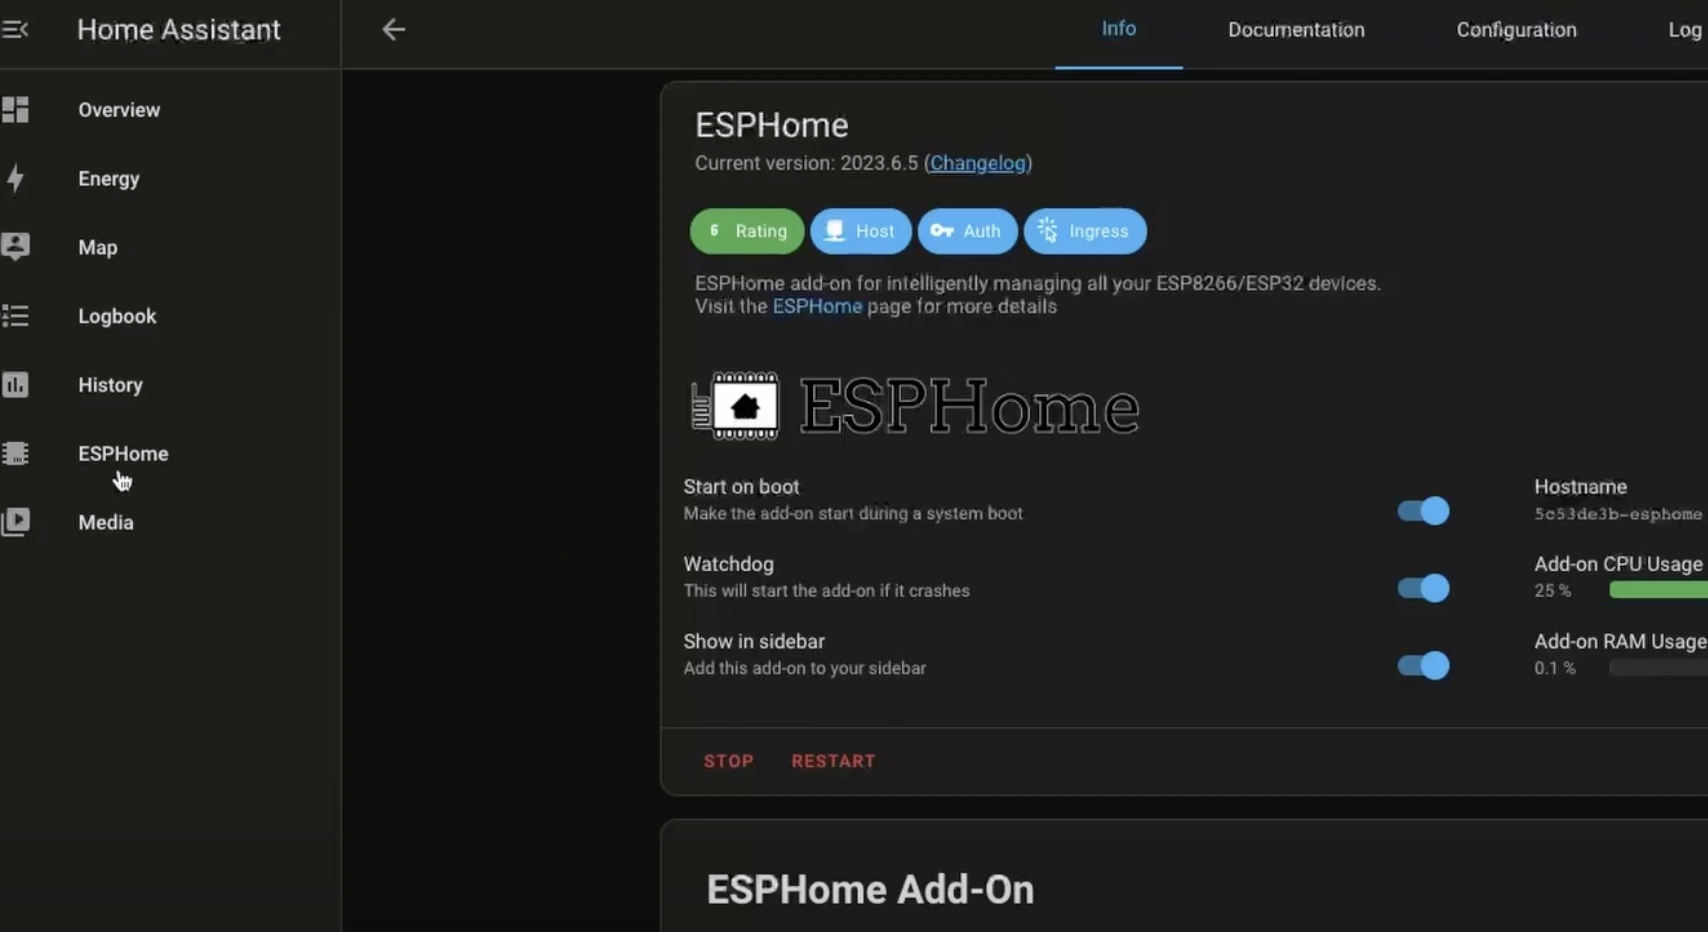 Home Assistant
Info
Documentation
Configuration
Log
Overview
Energy
Map
Logbook
History
ESPHome
Media
ESPHome
Current version: 2023.6.5 (Changelog)
6 Rating
Host
Auth
Ingress
ESPHome add-on for intelligently managing all your ESP8266/ESP32 devices.
Visit the ESPHome page for more details
ESPHome
Start on boot
Make the add-on start during a system boot
Hostname
5c53de3b-esphome
Watchdog
This will start the add-on if it crashes
Add-on CPU Usage
25 %
Show in sidebar
Add this add-on to your sidebar
Add-on RAM Usage
0.1 %
STOP
RESTART
ESPHome Add-On